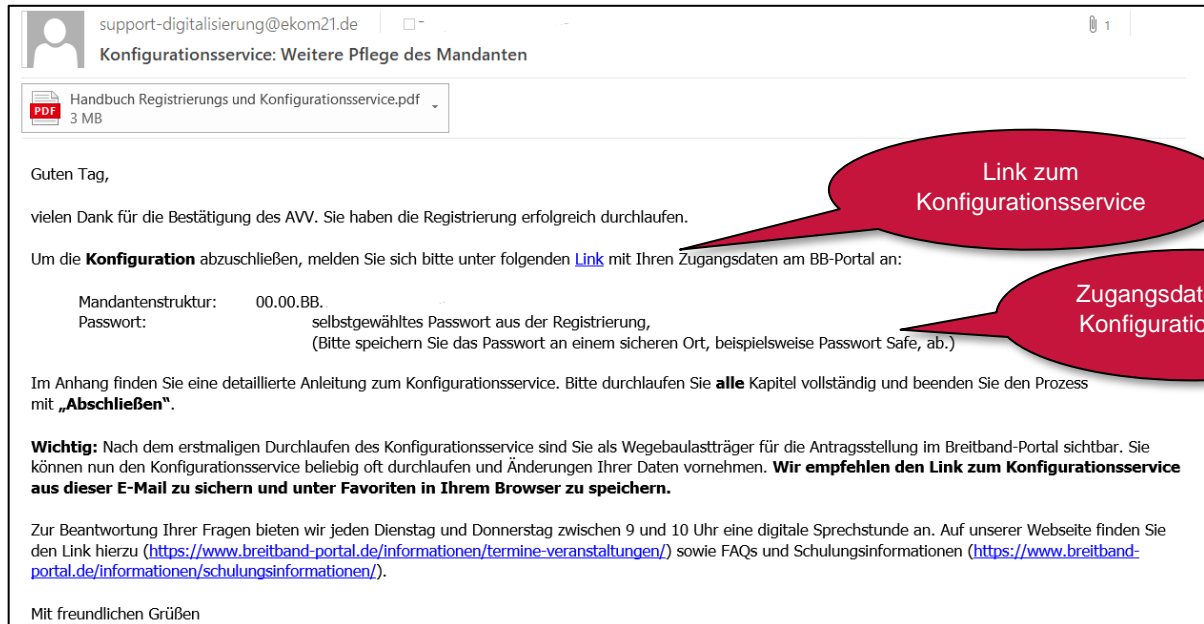 support-digitalisierung@ekom21.de
1
Konfigurationsservice: Weitere Pflege des Mandanten
PDF
Handbuch Registrierungs und Konfigurationsservice.pdf
3 MB
Guten Tag,
Link zum
Konfigurationsservice
vielen Dank für die Bestätigung des AVV. Sie haben die Registrierung erfolgreich durchlaufen.
Um die Konfiguration abzuschließen, melden Sie sich bitte unter folgenden Link mit Ihren Zugangsdaten am BB-Portal an:
Mandantenstruktur: 00.00.BB.
Passwort: selbstgewähltes Passwort aus der Registrierung,
(Bitte speichern Sie das Passwort an einem sicheren Ort, beispielsweise Passwort Safe, ab.)
Zugangsdat
Konfiguratio
Im Anhang finden Sie eine detaillierte Anleitung zum Konfigurationsservice. Bitte durchlaufen Sie alle Kapitel vollständig und beenden Sie den Prozess
mit „Abschließen“.
Wichtig: Nach dem erstmaligen Durchlaufen des Konfigurationsservice sind Sie als Wegebaulastträger für die Antragsstellung im Breitband-Portal sichtbar. Sie
können nun den Konfigurationsservice beliebig oft durchlaufen und Änderungen Ihrer Daten vornehmen. Wir empfehlen den Link zum Konfigurationsservice
aus dieser E-Mail zu sichern und unter Favoriten in Ihrem Browser zu speichern.
Zur Beantwortung Ihrer Fragen bieten wir jeden Dienstag und Donnerstag zwischen 9 und 10 Uhr eine digitale Sprechstunde an. Auf unserer Webseite finden Sie
den Link hierzu (https://www.breitband-portal.de/informationen/termine-veranstaltungen/) sowie FAQs und Schulungsinformationen (https://www.breitband-
portal.de/informationen/schulungsinformationen/).
Mit freundlichen Grüßen